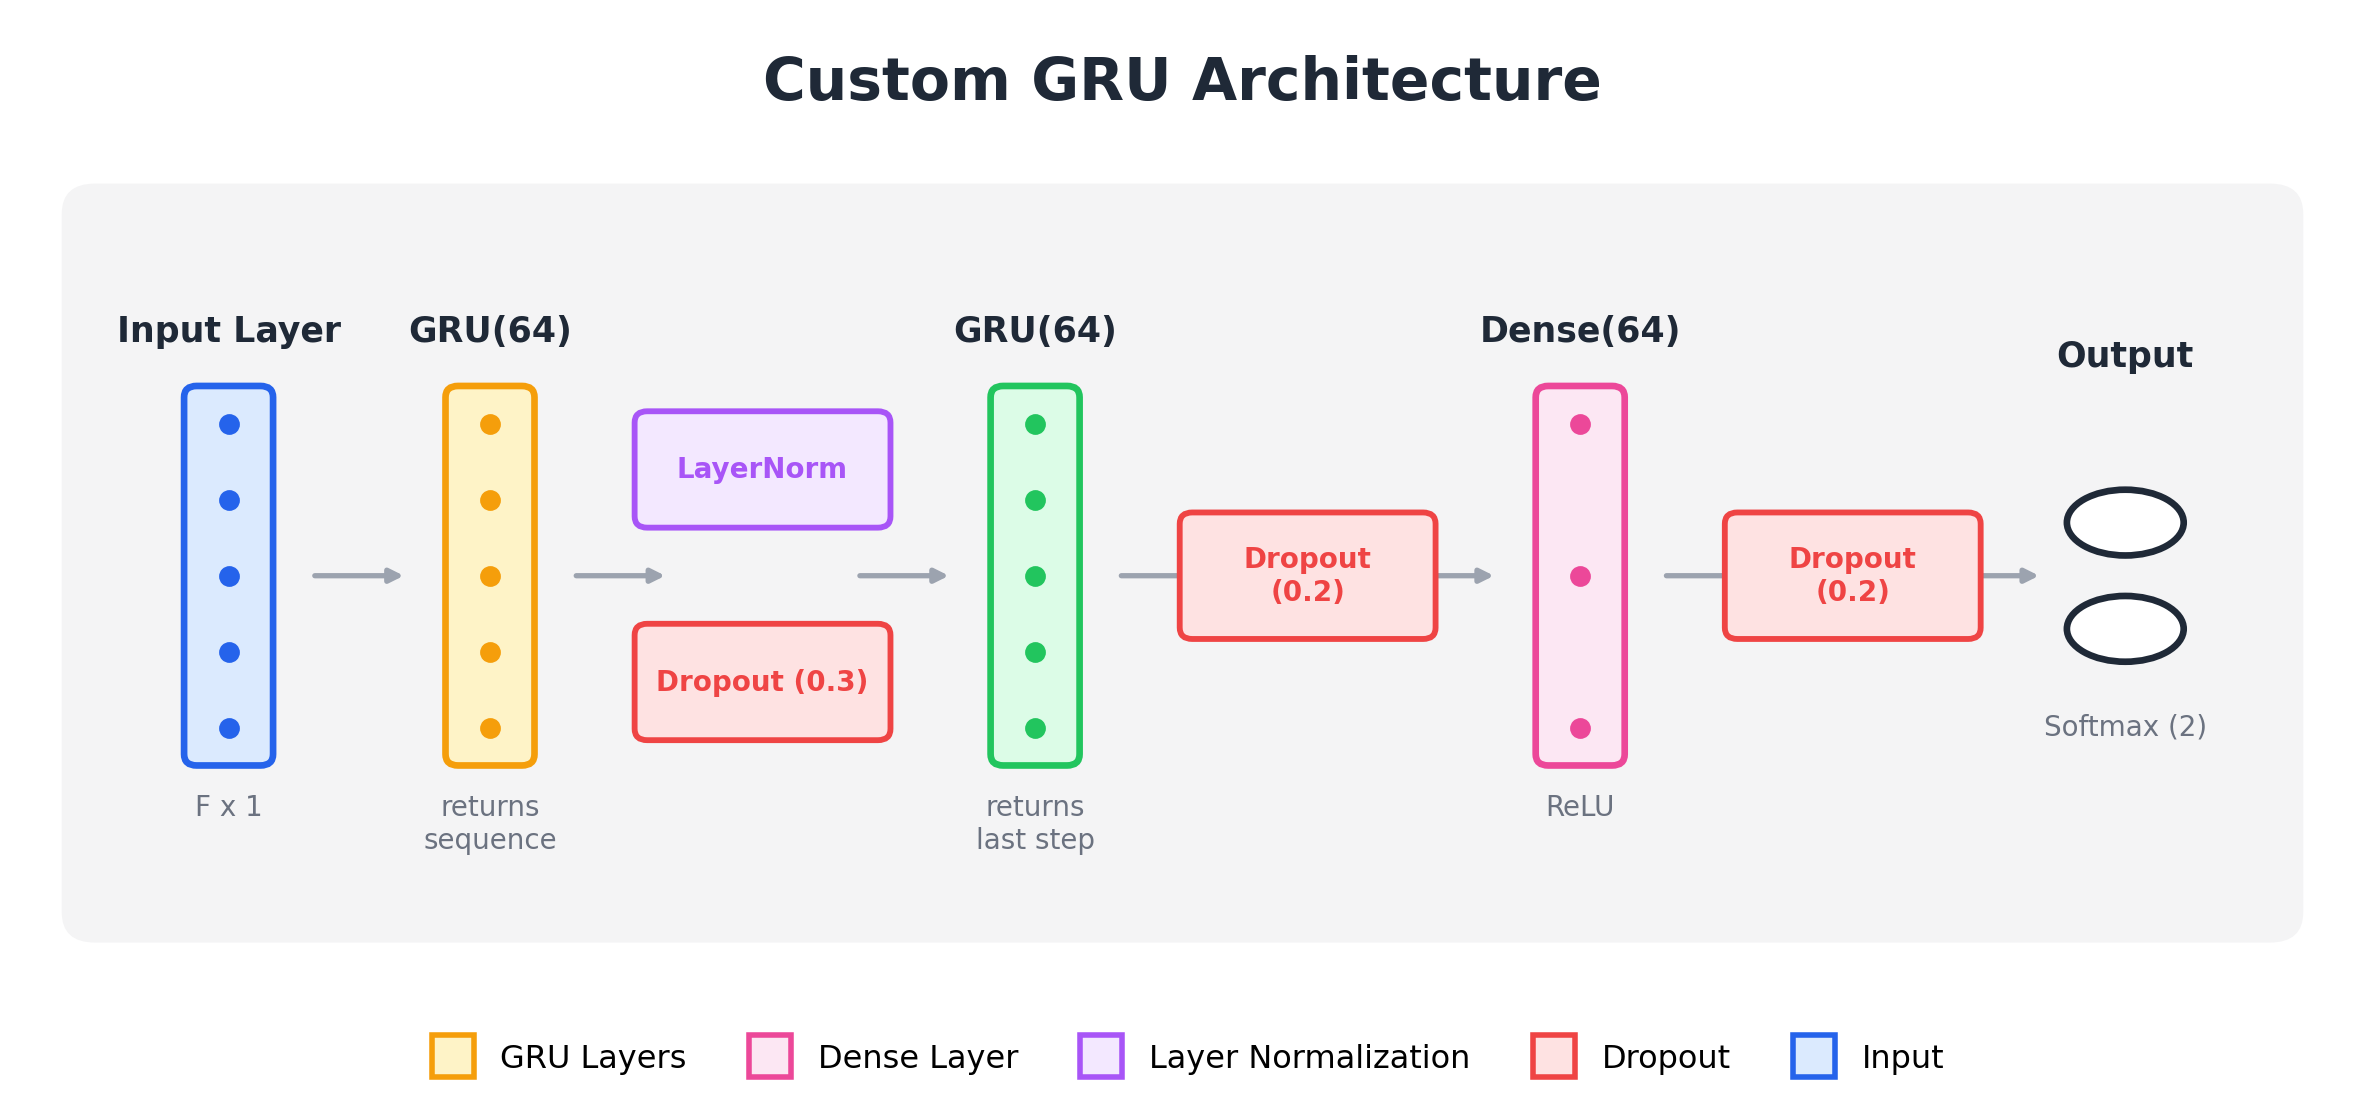 Custom GRU Architecture
Input Layer
GRU(64)
GRU(64)
Dense(64)
Output
LayerNorm
Dropout
(0.2)
Dropout
(0.2)
Dropout (0.3)
Softmax (2)
F x 1
returns
sequence
returns
last step
ReLU
GRU Layers
Dense Layer
Layer Normalization
Dropout
Input